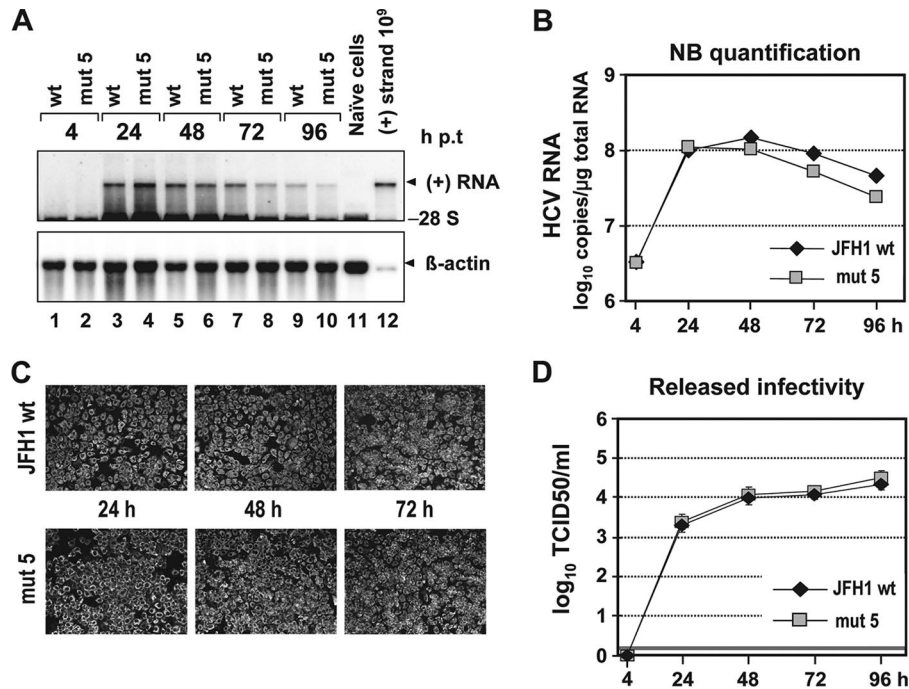 A
wt
mut 5
wt
mut 5
wt
mut 5
wt
mut 5
wt
mut 5
Naïve cells
(+) strand 10⁹
4 24 48 72 96 h p.t
(+) RNA
28 S
ß-actin
1 2 3 4 5 6 7 8 9 10 11 12
B
NB quantification
HCV RNA
log₁₀ copies/µg total RNA
9
8
7
6
JFH1 wt
mut 5
4 24 48 72 96 h
C
JFH1 wt
24 h 48 h 72 h
mut 5
D
Released infectivity
log₁₀ TCID50/ml
6
5
4
3
2
1
0
JFH1 wt
mut 5
4 24 48 72 96 h